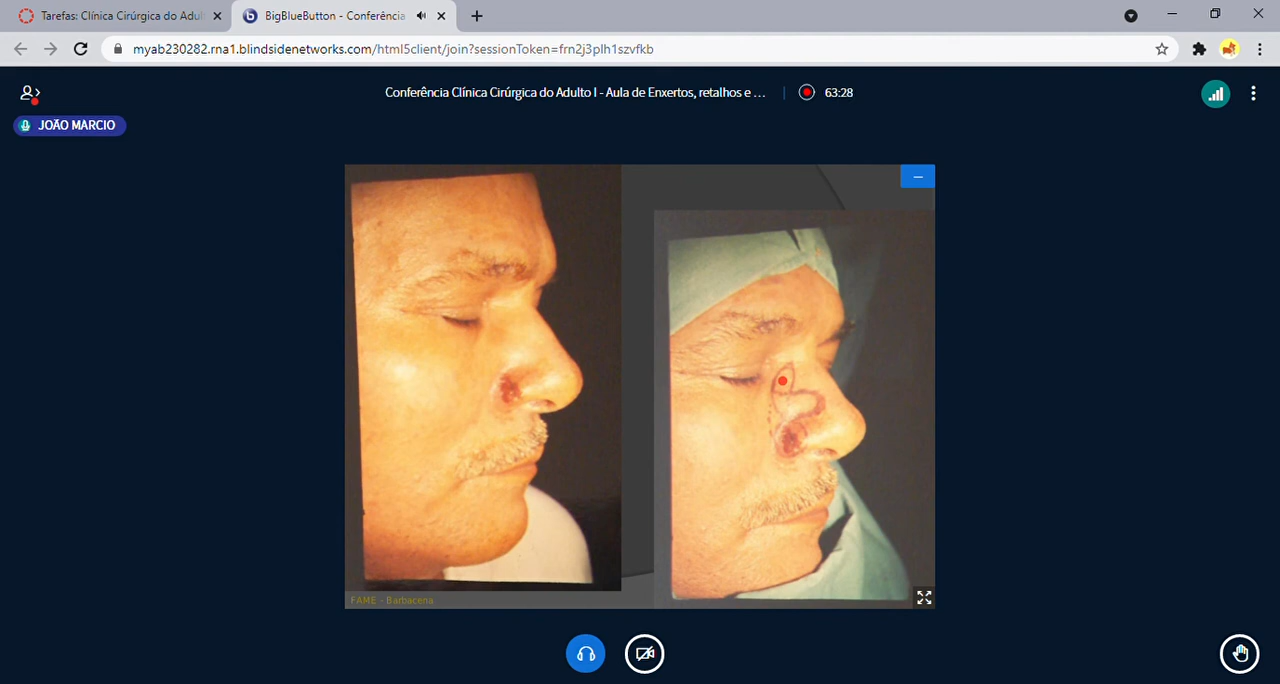 Tarefas: Clínica Cirúrgica do Adul
BigBlueButton - Conferência
myab230282.rna1.blindsidenetworks.com/html5client/join?sessionToken=frn2j3plh1szvfkb
Conferência Clínica Cirúrgica do Adulto I - Aula de Enxertos, retalhos e ...
63:28
JOÃO MARCIO
FAME - Barbacena